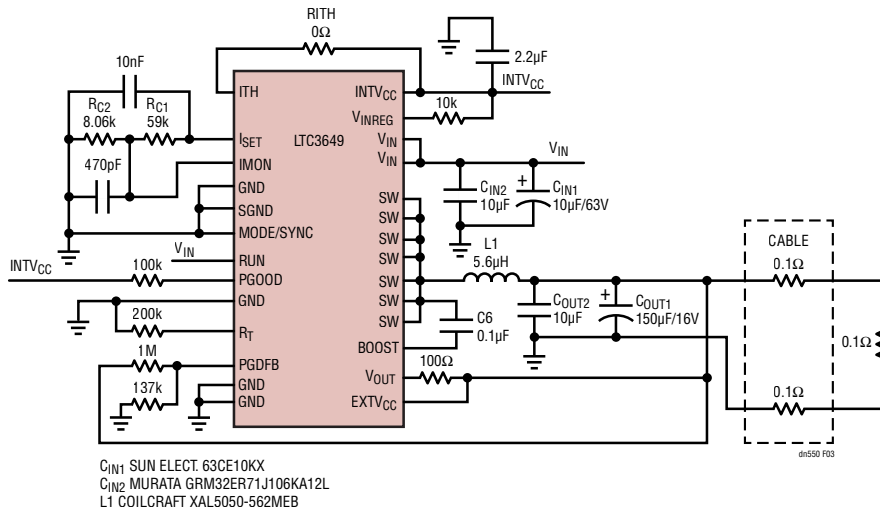 RITH
0Ω
2.2µF
10nF
INTVCC
ITH
INTVCC
10k
RC2
8.06k
RC1
59k
VINREG
LTC3649
ISET
VIN
VIN
VIN
470pF
IMON
GND
+
CIN2
10µF
CIN1
10µF/63V
SGND
SW
MODE/SYNC
SW
CABLE
VIN
SW
L1
5.6µH
RUN
SW
0.1Ω
INTVCC
100k
PGOOD
SW
GND
SW
+
COUT2
10µF
COUT1
150µF/16V
200k
SW
C6
0.1µF
RT
0.1Ω
1M
BOOST
PGDFB
100Ω
VOUT
0.1Ω
137k
GND
GND
EXTVCC
dn550 F03
CIN1 SUN ELECT. 63CE10KX
CIN2 MURATA GRM32ER71J106KA12L
L1 COILCRAFT XAL5050-562MEB